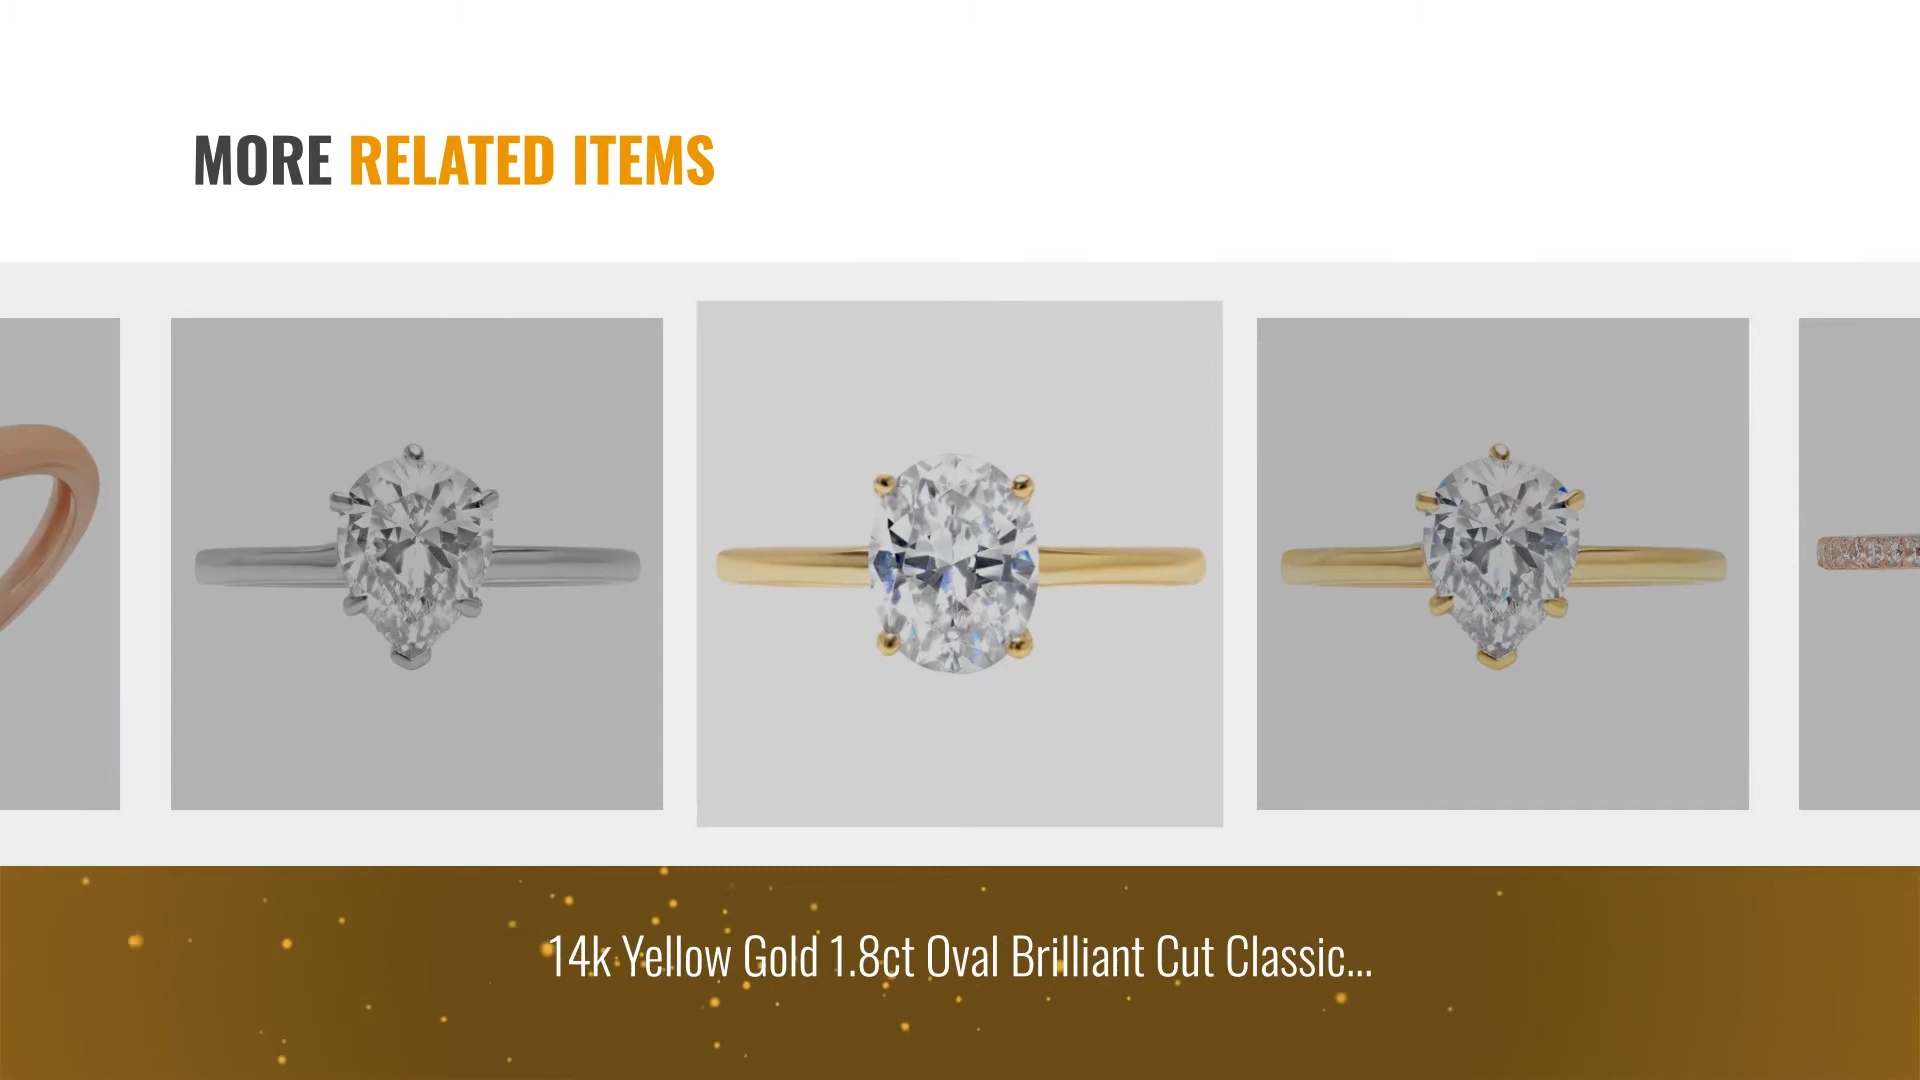 MORE RELATED ITEMS
14k Yellow Gold 1.8ct Oval Brilliant Cut Classic...